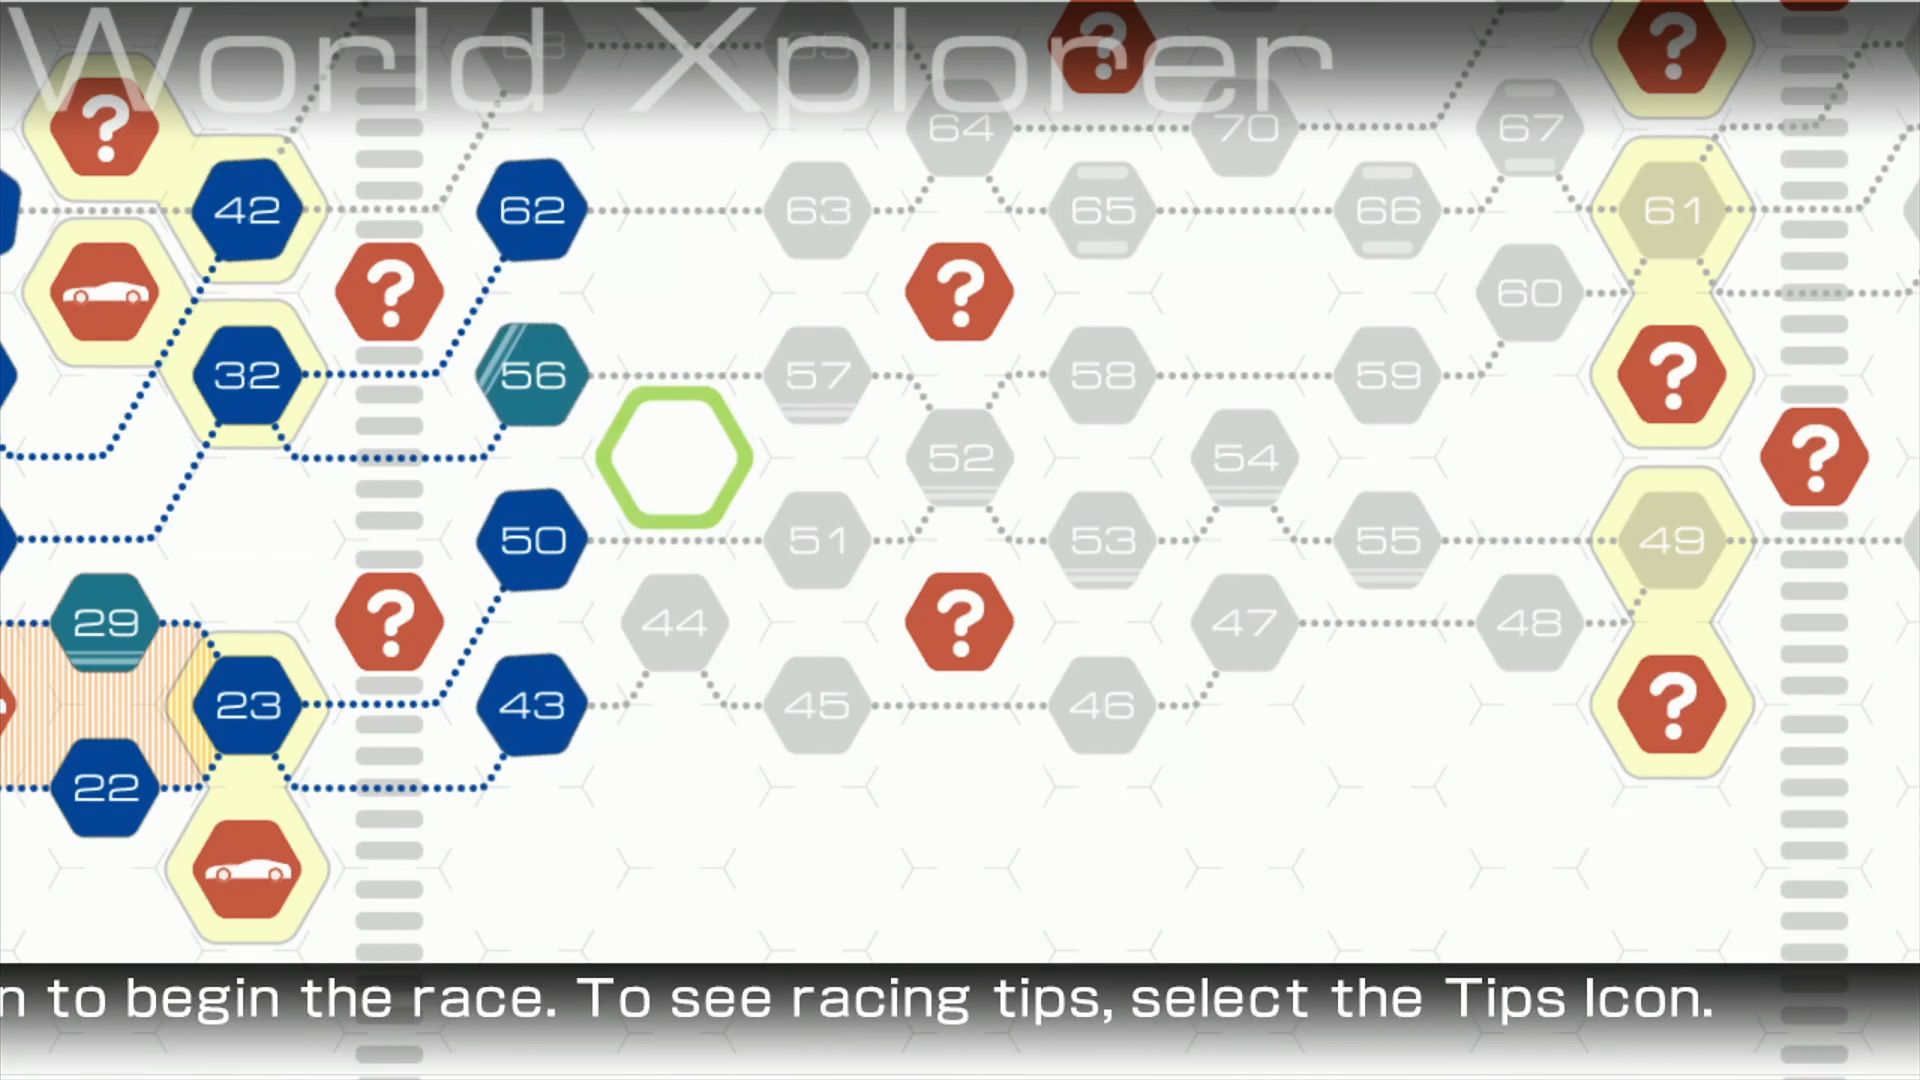 World Xplorer
68 69
? ?
? 64 70 67
42 62 63 65 66 61
? ? 60
32 56 57 58 59 ?
52 54 ?
50 51 53 55 49
29 ? 44 ? 47 48
23 43 45 46 ?
22
n to begin the race. To see racing tips, select the Tips Icon.